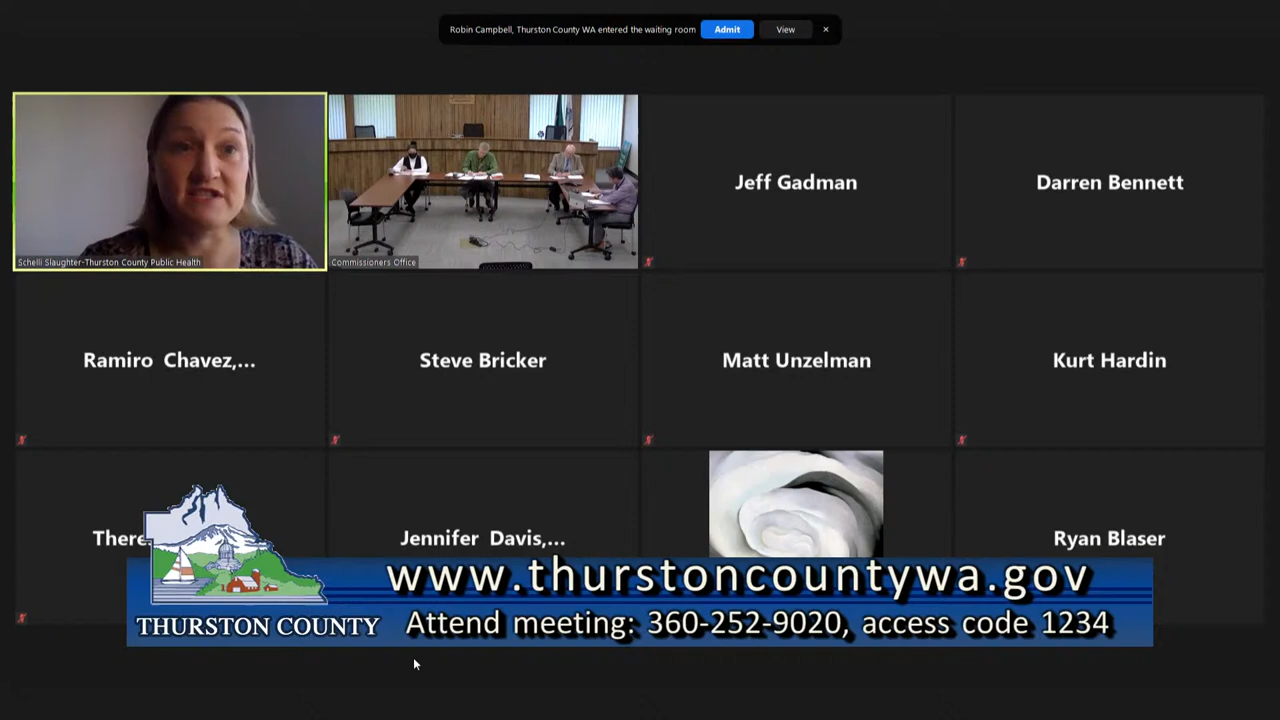 Robin Campbell, Thurston County WA entered the waiting room
Admit
View
Schelli Slaughter-Thurston County Public Health
Commissioners Office
Jeff Gadman
Darren Bennett
Ramiro Chavez,...
Steve Bricker
Matt Unzelman
Kurt Hardin
There
Jennifer Davis,...
Ryan Blaser
www.thurstoncountywa.gov
THURSTON COUNTY
Attend meeting: 360-252-9020, access code 1234